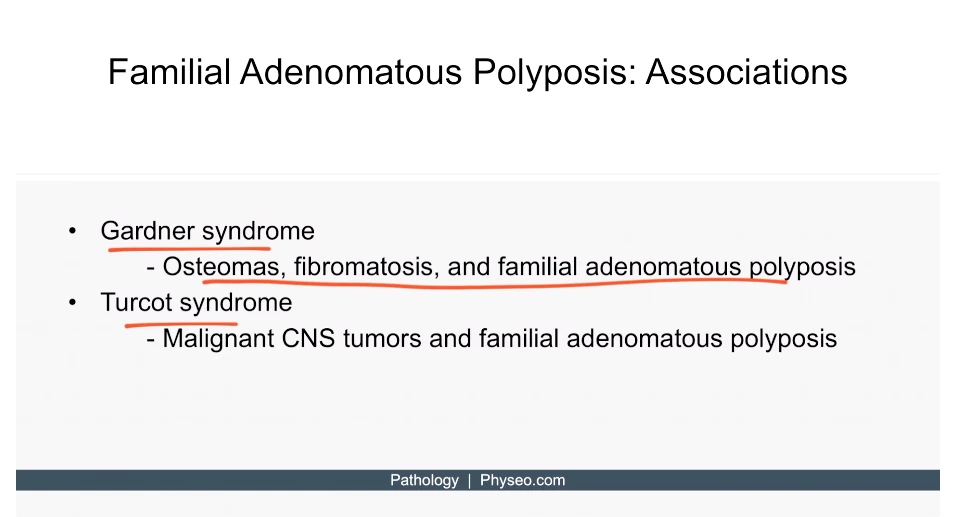 Familial Adenomatous Polyposis: Associations
• Gardner syndrome
- Osteomas, fibromatosis, and familial adenomatous polyposis
• Turcot syndrome
- Malignant CNS tumors and familial adenomatous polyposis
Pathology | Physeo.com